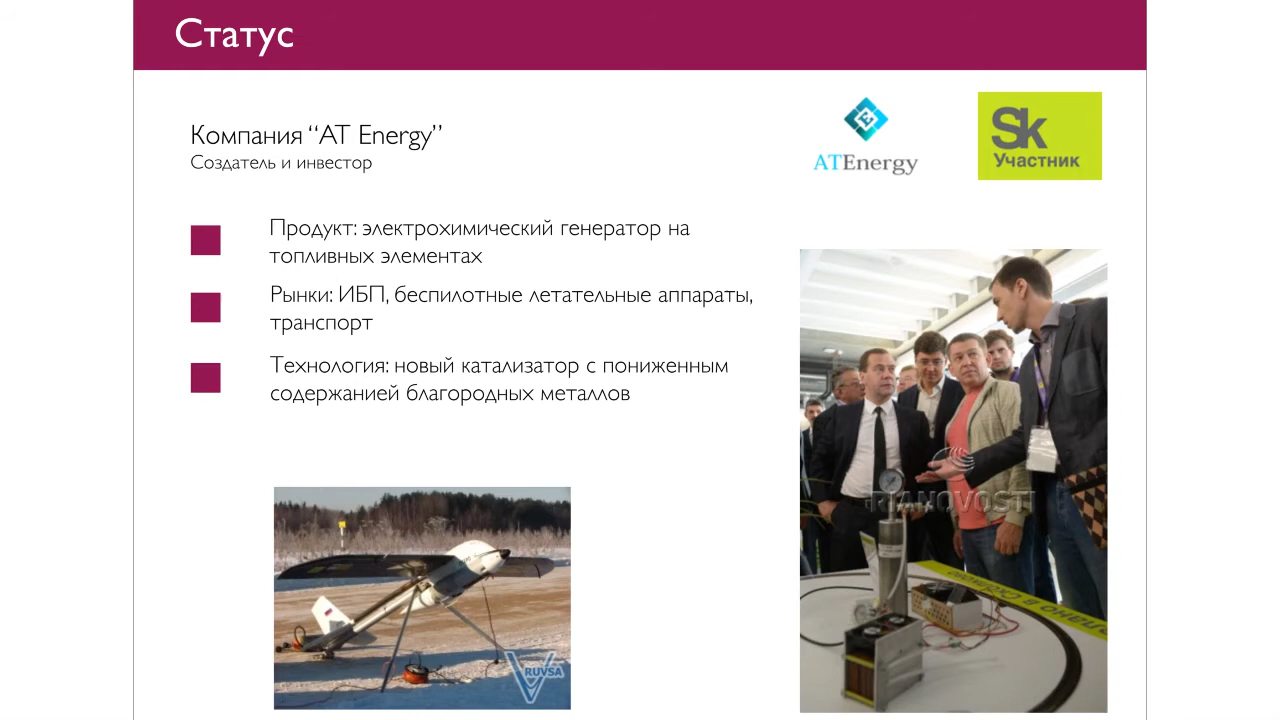 Статус
Компания “AT Energy”
Создатель и инвестор
ATEnergy
Sk
Участник
Продукт: электрохимический генератор на
топливных элементах
Рынки: ИБП, беспилотные летательные аппараты,
транспорт
Технология: новый катализатор с пониженным
содержанией благородных металлов
RIANOVOSTI
RUVSA